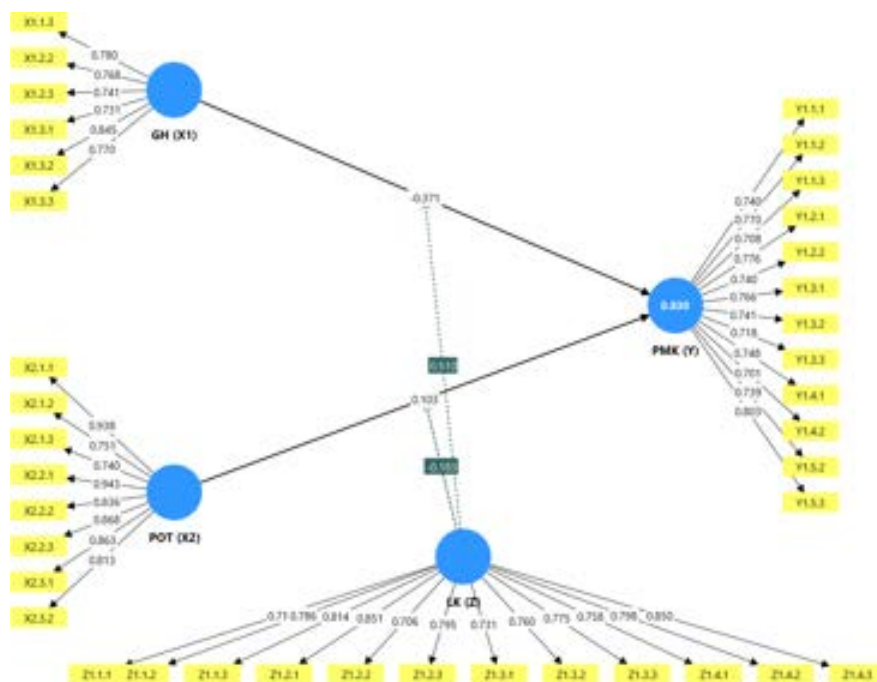 X1.1.3
X1.2.2
X1.2.3
X1.3.1
X1.3.2
X1.3.3
0.780
0.768
0.741
0.731
0.845
0.770
GH (X1)
-0.371
Y1.1.1
Y1.1.2
Y1.1.3
Y1.2.1
Y1.2.2
Y1.3.1
Y1.3.2
Y1.3.3
Y1.4.1
Y1.4.2
Y1.5.2
Y1.5.3
0.740
0.770
0.708
0.776
0.740
0.766
0.741
0.718
0.748
0.701
0.739
0.803
PMK (Y)
X2.1.1
X2.1.2
X2.1.3
X2.2.1
X2.2.2
X2.2.3
X2.3.1
X2.3.2
0.938
0.751
0.740
0.943
0.836
0.868
0.863
0.813
POT (X2)
0.103
LK (Z)
0.786
0.814
0.851
0.706
0.795
0.731
0.760
0.775
0.758
0.798
0.850
Z1.1.1
Z1.1.2
Z1.1.3
Z1.2.1
Z1.2.2
Z1.2.3
Z1.3.1
Z1.3.2
Z1.3.3
Z1.4.1
Z1.4.2
Z1.4.3